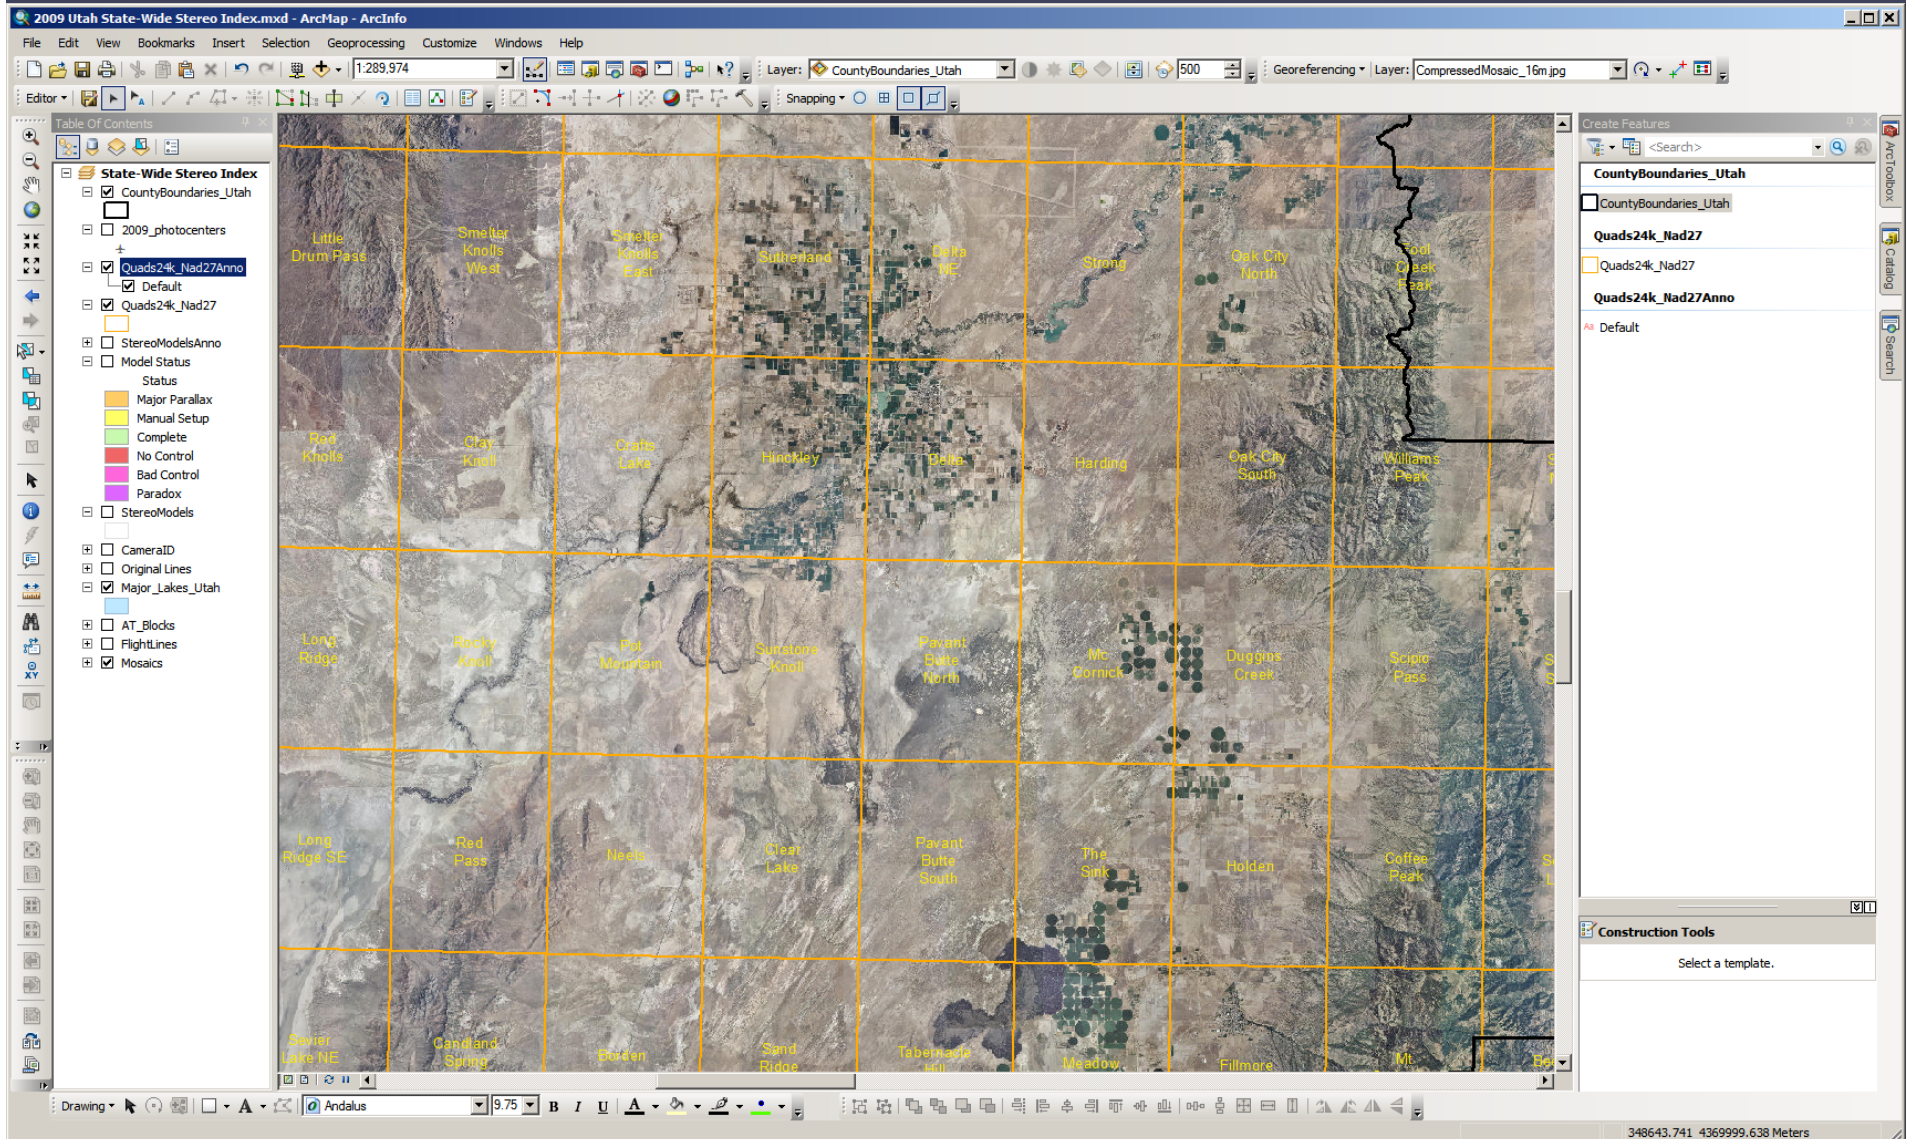 2009 Utah State-Wide Stereo Index.mxd - ArcMap - ArcInfo
File Edit View Bookmarks Insert Selection Geoprocessing Customize Windows Help
1:289,974
Layer: CountyBoundaries_Utah
500
Georeferencing
Layer: CompressedMosaic_16m.jpg
Editor
Snapping
Table Of Contents
State-Wide Stereo Index
CountyBoundaries_Utah
2009_photocenters
Quads24k_Nad27Anno
Default
Quads24k_Nad27
StereoModelsAnno
Model Status
Status
Major Parallax
Manual Setup
Complete
No Control
Bad Control
Paradox
StereoModels
CameraID
Original Lines
Major_Lakes_Utah
AT_Blocks
FlightLines
Mosaics
Little
Drum Pass
Smelter
Knolls
West
Smelter
Knolls
East
Sutherland
Delta
NE
Strong
Oak City
North
Fool
Creek
Peak
Red
Knolls
Clay
Knoll
Crafts
Lake
Hinckley
Delta
Harding
Oak City
South
Williams
Peak
Long
Ridge
Rocky
Knoll
Pot
Mountain
Sunstone
Knoll
Pavant
Butte
North
Mc
Cornick
Duggins
Creek
Scipio
Pass
Long
Ridge SE
Red
Pass
Neels
Clear
Lake
Pavant
Butte
South
The
Sink
Holden
Coffee
Peak
Sevier
Lake NE
Candland
Spring
Borden
Sand
Ridge
Tabernacle
Hill
Meadow
Fillmore
Mt.
Create Features
<Search>
CountyBoundaries_Utah
CountyBoundaries_Utah
Quads24k_Nad27
Quads24k_Nad27
Quads24k_Nad27Anno
Default
Construction Tools
Select a template.
ArcToolbox
Catalog
Search
Drawing
Andalus
9.75
B I U A
348643.741 4369999.638 Meters